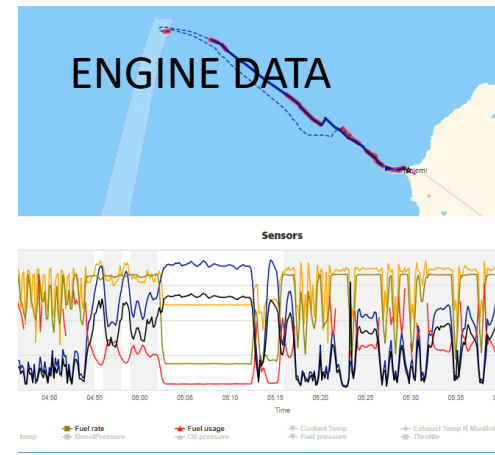 ENGINE DATA
Sensors
04:50 04:55 05:00 05:05 05:10 05:15 05:20 05:25 05:30 05:35
Time
Fuel rate Fuel usage Coolant Temp Exhaust Temp R Manifol
temp BoostPressure Oil pressure Fuel pressure Throttle